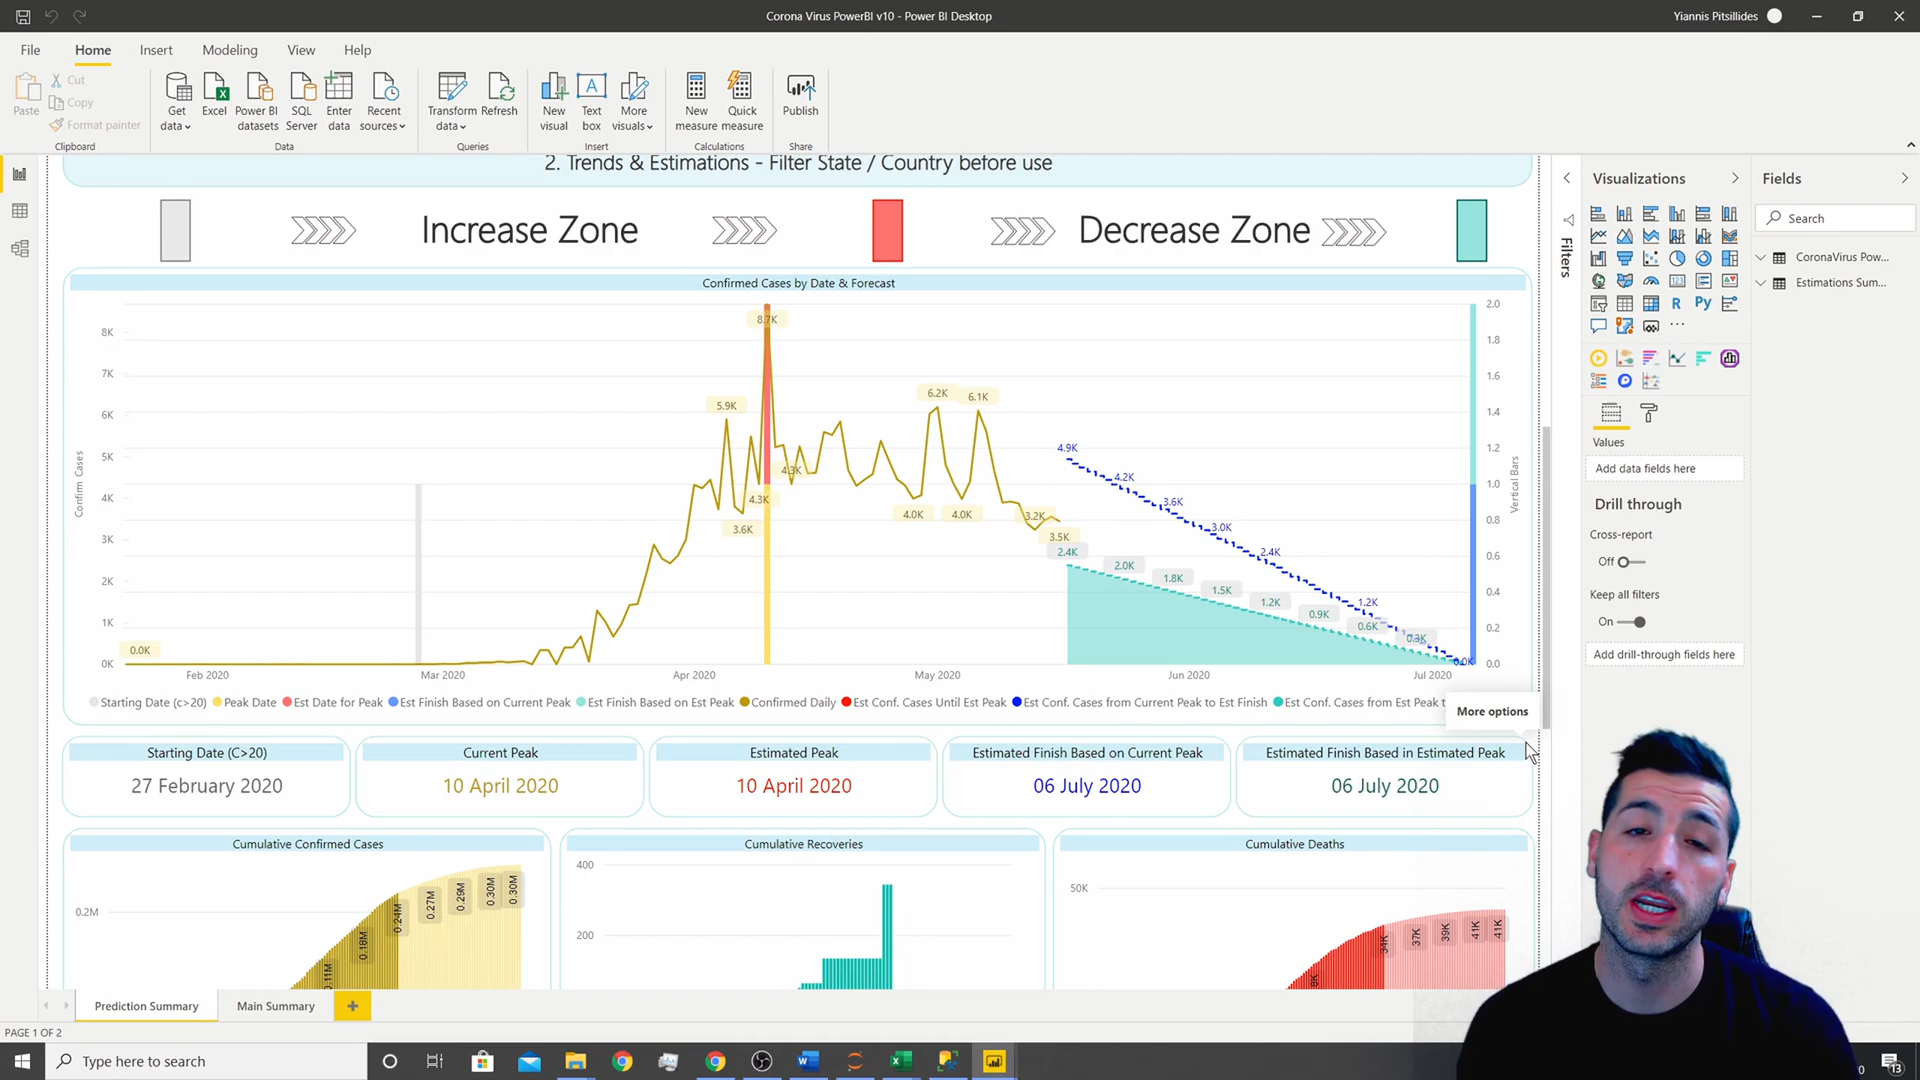 Corona Virus PowerBI v10 - Power BI Desktop
Yiannis Pitsillides
File Home Insert Modeling View Help
Paste
Cut
Copy
Format painter
Clipboard
Get data
Excel
Power BI datasets
SQL Server
Enter data
Recent sources
Data
Transform data
Refresh
Queries
New visual
Text box
More visuals
Insert
New measure
Quick measure
Calculations
Publish
Share
2. Trends & Estimations - Filter State / Country before use
Increase Zone
Decrease Zone
Confirmed Cases by Date & Forecast
Confirm Cases
8K
7K
6K
5K
4K
3K
2K
1K
0K
0.0K
5.9K
3.6K
4.3K
8.7K
4.3K
4.0K
6.2K
4.0K
6.1K
3.2K
3.5K
4.9K
4.2K
3.6K
3.0K
2.4K
1.2K
0.0K
2.4K
2.0K
1.8K
1.5K
1.2K
0.9K
0.6K
0.3K
2.0
1.8
1.6
1.4
1.2
1.0
0.8
0.6
0.4
0.2
0.0
Vertical Bars
Feb 2020 Mar 2020 Apr 2020 May 2020 Jun 2020 Jul 2020
Starting Date (c>20) Peak Date Est Date for Peak Est Finish Based on Current Peak Est Finish Based on Est Peak Confirmed Daily Est Conf. Cases Until Est Peak Est Conf. Cases from Current Peak to Est Finish Est Conf. Cases from Est Peak t
More options
Starting Date (C>20)
27 February 2020
Current Peak
10 April 2020
Estimated Peak
10 April 2020
Estimated Finish Based on Current Peak
06 July 2020
Estimated Finish Based in Estimated Peak
06 July 2020
Cumulative Confirmed Cases
0.2M
0.11M
0.18M
0.24M
0.27M
0.29M
0.30M
0.30M
Cumulative Recoveries
400
200
Cumulative Deaths
50K
8K
34K
37K
39K
41K
41K
Filters
Visualizations
R
Py
123
Values
Add data fields here
Drill through
Cross-report
Off
Keep all filters
On
Add drill-through fields here
Fields
Search
CoronaVirus Pow...
Estimations Sum...
Prediction Summary
Main Summary
PAGE 1 OF 2
Type here to search
13